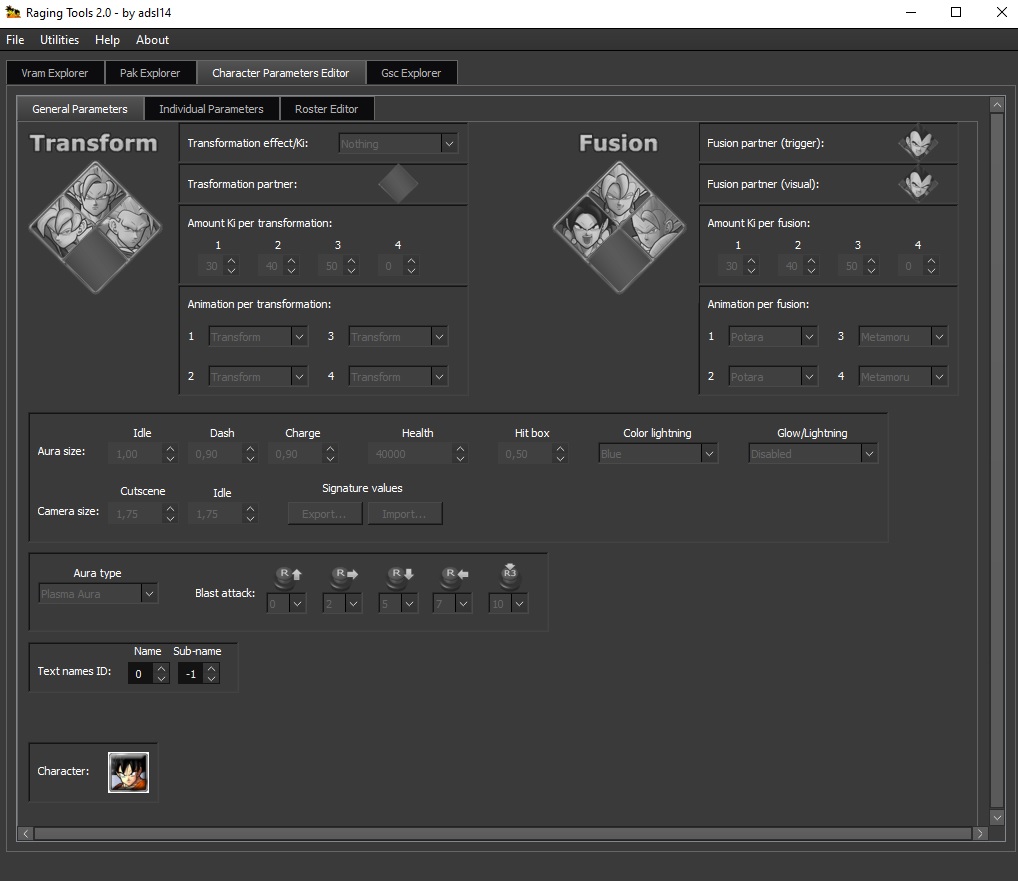 Raging Tools 2.0 - by adsl14
File Utilities Help About
Vram Explorer Pak Explorer Character Parameters Editor Gsc Explorer
General Parameters Individual Parameters Roster Editor
Transform
Transformation effect/Ki: Nothing
Trasformation partner:
Amount Ki per transformation:
1 2 3 4
30 40 50 0
Animation per transformation:
1 Transform 3 Transform
2 Transform 4 Transform
Fusion
Fusion partner (trigger):
Fusion partner (visual):
Amount Ki per fusion:
1 2 3 4
30 40 50 0
Animation per fusion:
1 Potara 3 Metamoru
2 Potara 4 Metamoru
Idle Dash Charge Health Hit box Color lightning Glow/Lightning
Aura size: 1,00 0,90 0,90 40000 0,50 Blue Disabled
Cutscene Idle Signature values
Camera size: 1,75 1,75 Export... Import...
Aura type
Plasma Aura
R R R R R3
Blast attack: 0 2 5 7 10
Name Sub-name
Text names ID: 0 -1
Character: